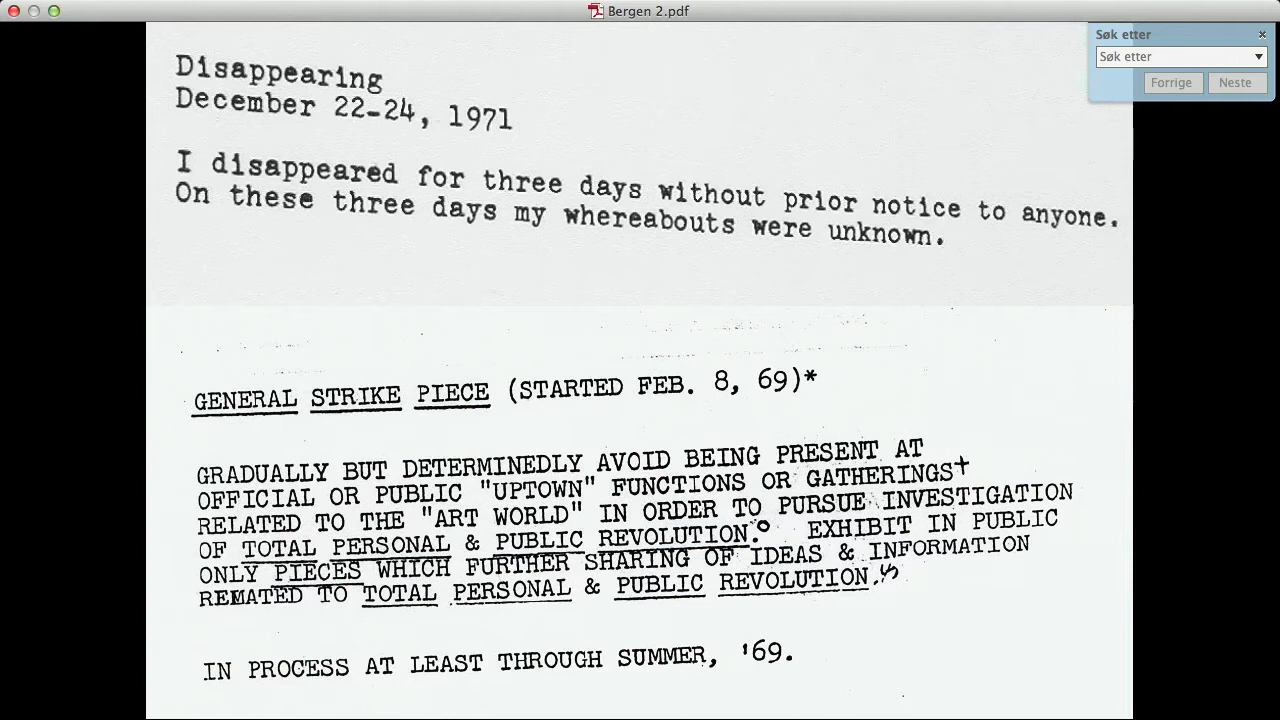 Bergen 2.pdf
Søk etter
Søk etter
Forrige Neste
Disappearing
December 22-24, 1971
I disappeared for three days without prior notice to anyone.
On these three days my whereabouts were unknown.
GENERAL STRIKE PIECE (STARTED FEB. 8, 69)*
GRADUALLY BUT DETERMINEDLY AVOID BEING PRESENT AT
OFFICIAL OR PUBLIC "UPTOWN" FUNCTIONS OR GATHERINGS+
RELATED TO THE "ART WORLD" IN ORDER TO PURSUE INVESTIGATION
OF TOTAL PERSONAL & PUBLIC REVOLUTION.° EXHIBIT IN PUBLIC
ONLY PIECES WHICH FURTHER SHARING OF IDEAS & INFORMATION
REMATED TO TOTAL PERSONAL & PUBLIC REVOLUTION.
IN PROCESS AT LEAST THROUGH SUMMER, '69.